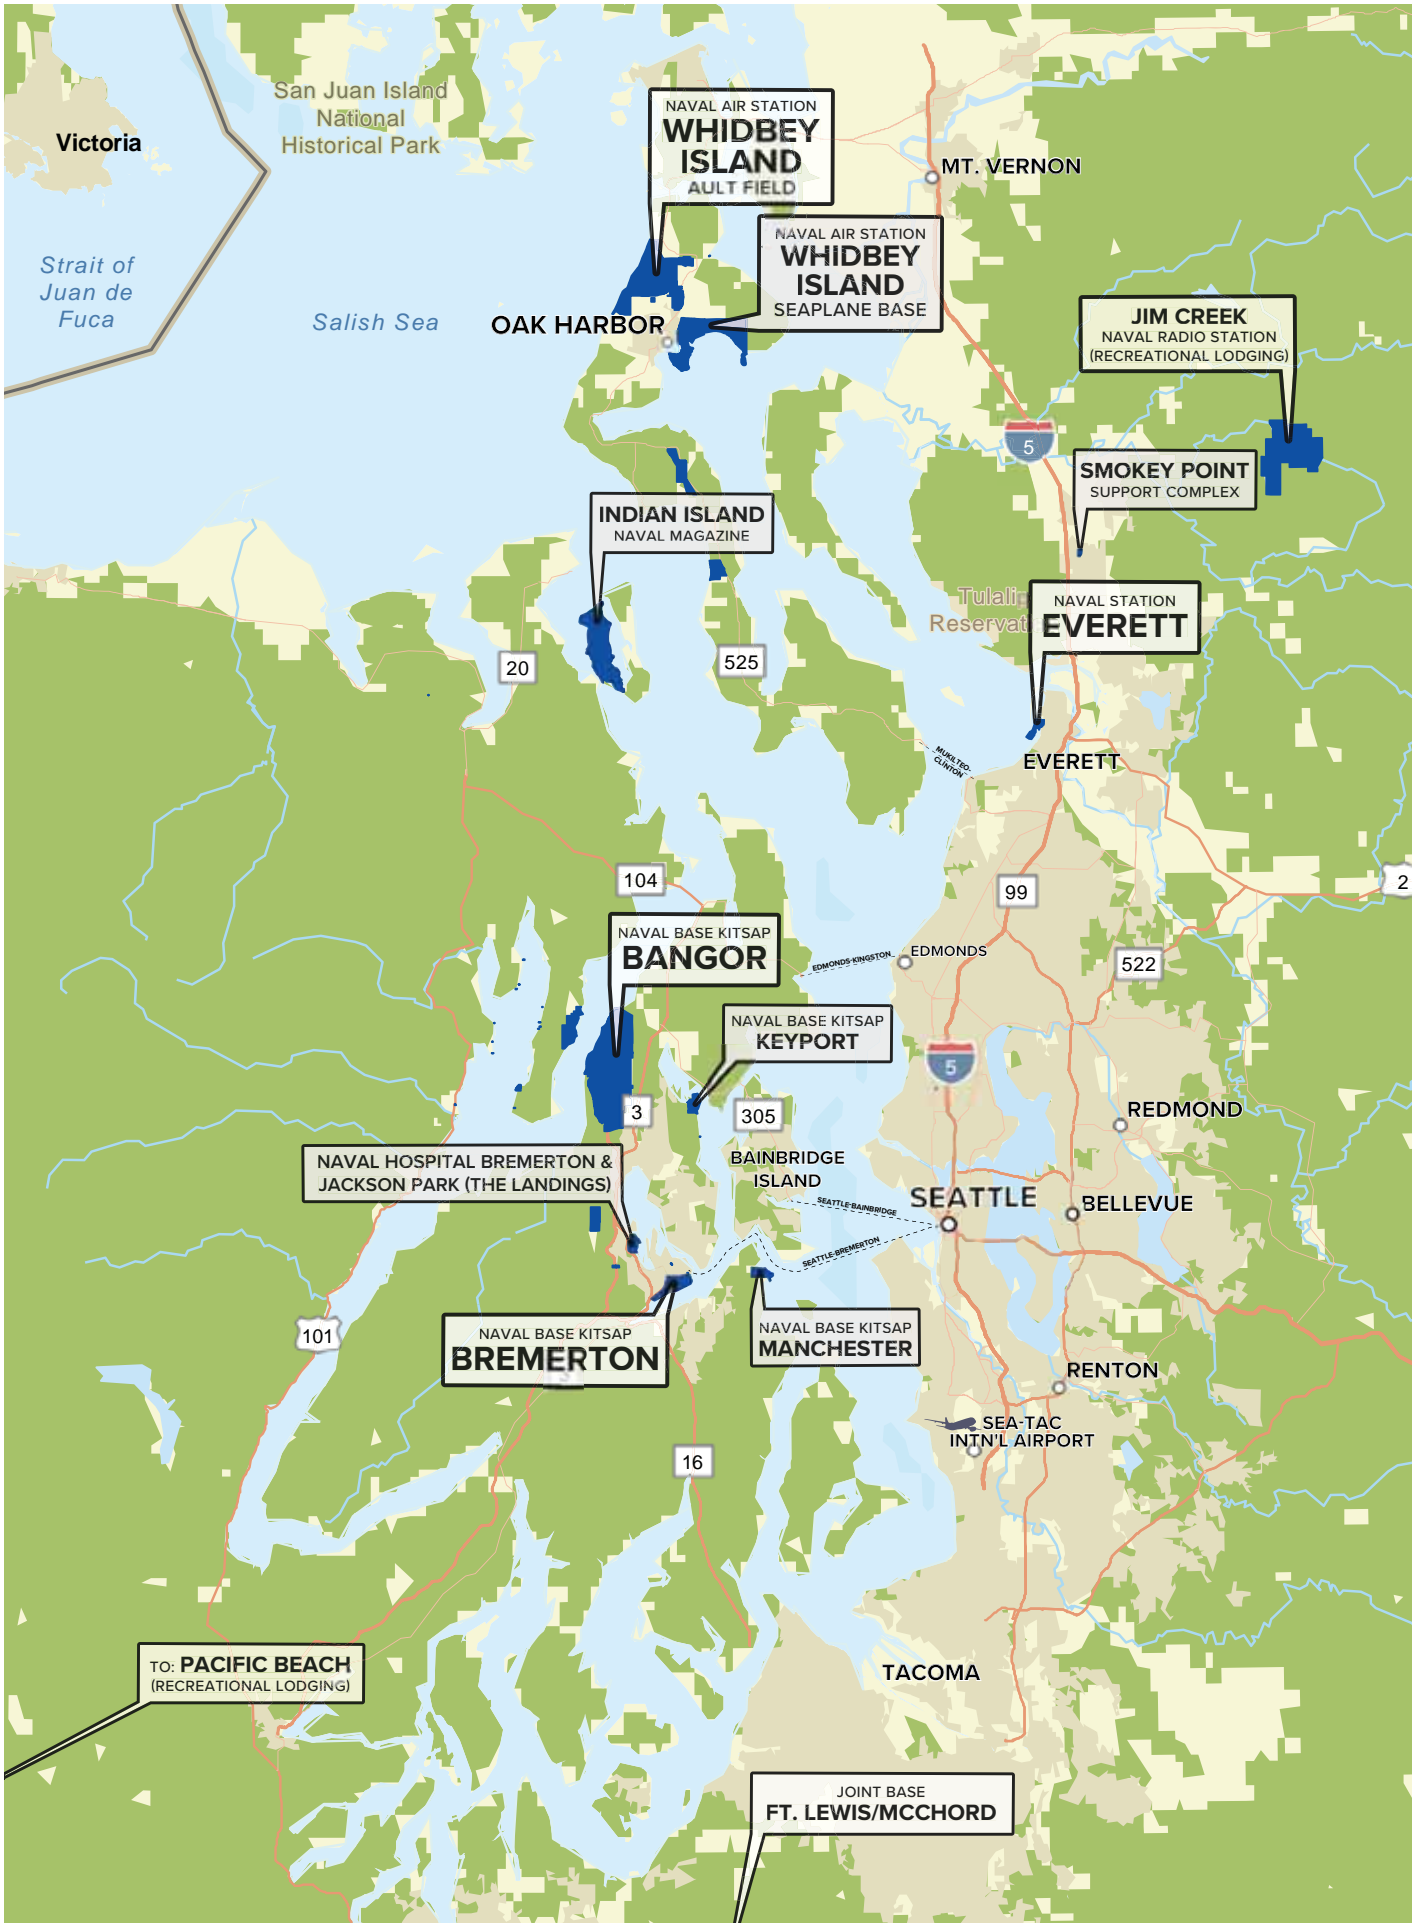 San Juan Island
National
Historical Park
Victoria
NAVAL AIR STATION
WHIDBEY
ISLAND
AULT FIELD
MT. VERNON
NAVAL AIR STATION
WHIDBEY
ISLAND
SEAPLANE BASE
Strait of
Juan de
Fuca
Salish Sea
OAK HARBOR
JIM CREEK
NAVAL RADIO STATION
(RECREATIONAL LODGING)
5
SMOKEY POINT
SUPPORT COMPLEX
INDIAN ISLAND
NAVAL MAGAZINE
Tulali
Reservat
NAVAL STATION
EVERETT
20
525
MUKILTEO-
CLINTON
EVERETT
104
99
2
NAVAL BASE KITSAP
BANGOR
EDMONDS-KINGSTON
EDMONDS
522
NAVAL BASE KITSAP
KEYPORT
5
3
305
REDMOND
NAVAL HOSPITAL BREMERTON &
JACKSON PARK (THE LANDINGS)
BAINBRIDGE
ISLAND
SEATTLE-BAINBRIDGE
SEATTLE
BELLEVUE
SEATTLE-BREMERTON
101
NAVAL BASE KITSAP
BREMERTON
3
NAVAL BASE KITSAP
MANCHESTER
RENTON
SEA-TAC
INTN'L AIRPORT
16
TO: PACIFIC BEACH
(RECREATIONAL LODGING)
TACOMA
JOINT BASE
FT. LEWIS/MCCHORD